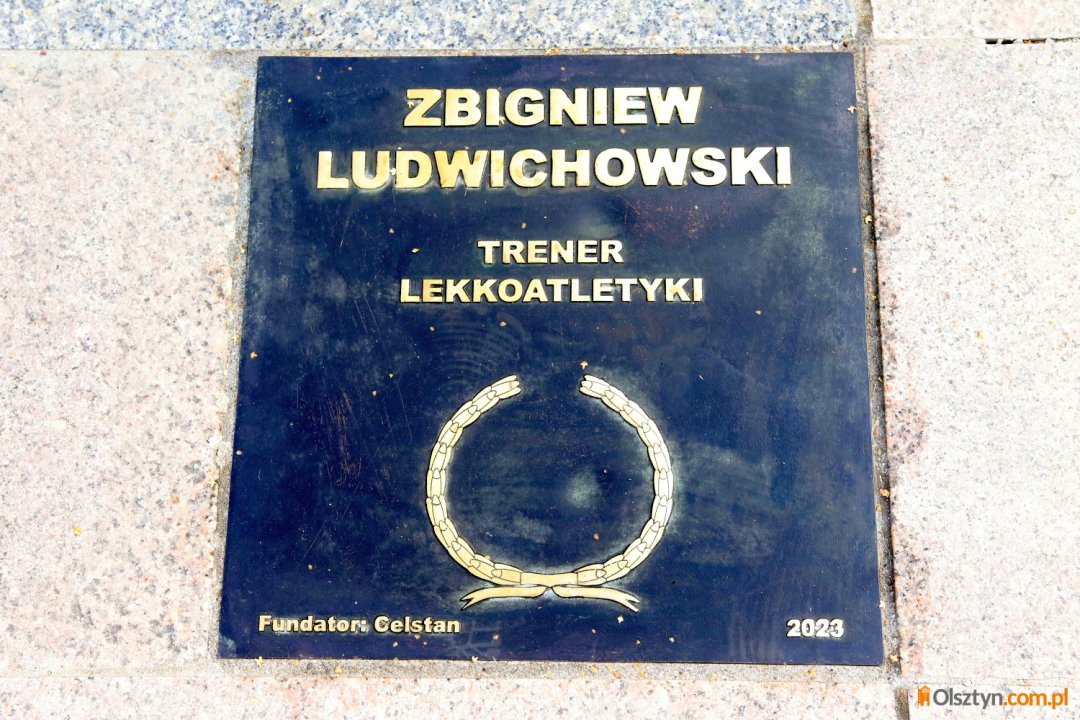 ZBIGNIEW
LUDWICHOWSKI
TRENER
LEKKOATLETYKI
Fundator: Celstan
2023
Olsztyn.com.pl